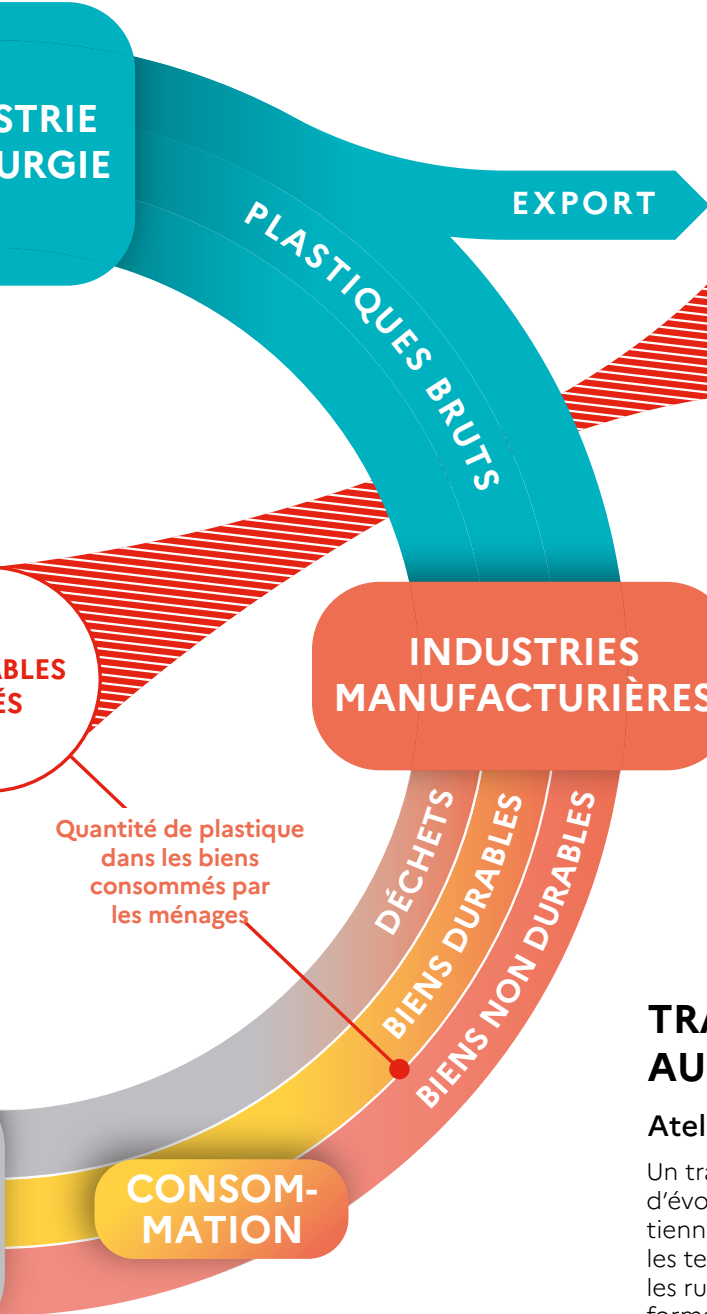 STRIE
URGIE
EXPORT
PLASTIQUES BRUTS
ABLES
ÉS
INDUSTRIES
MANUFACTURIÈRES
Quantité de plastique
dans les biens
consommés par
les ménages
DÉCHETS
BIENS DURABLES
BIENS NON DURABLES
CONSOM-
MATION
TRA
AU
Atel
Un tra
d’évo
tienn
les te
les ru
forme